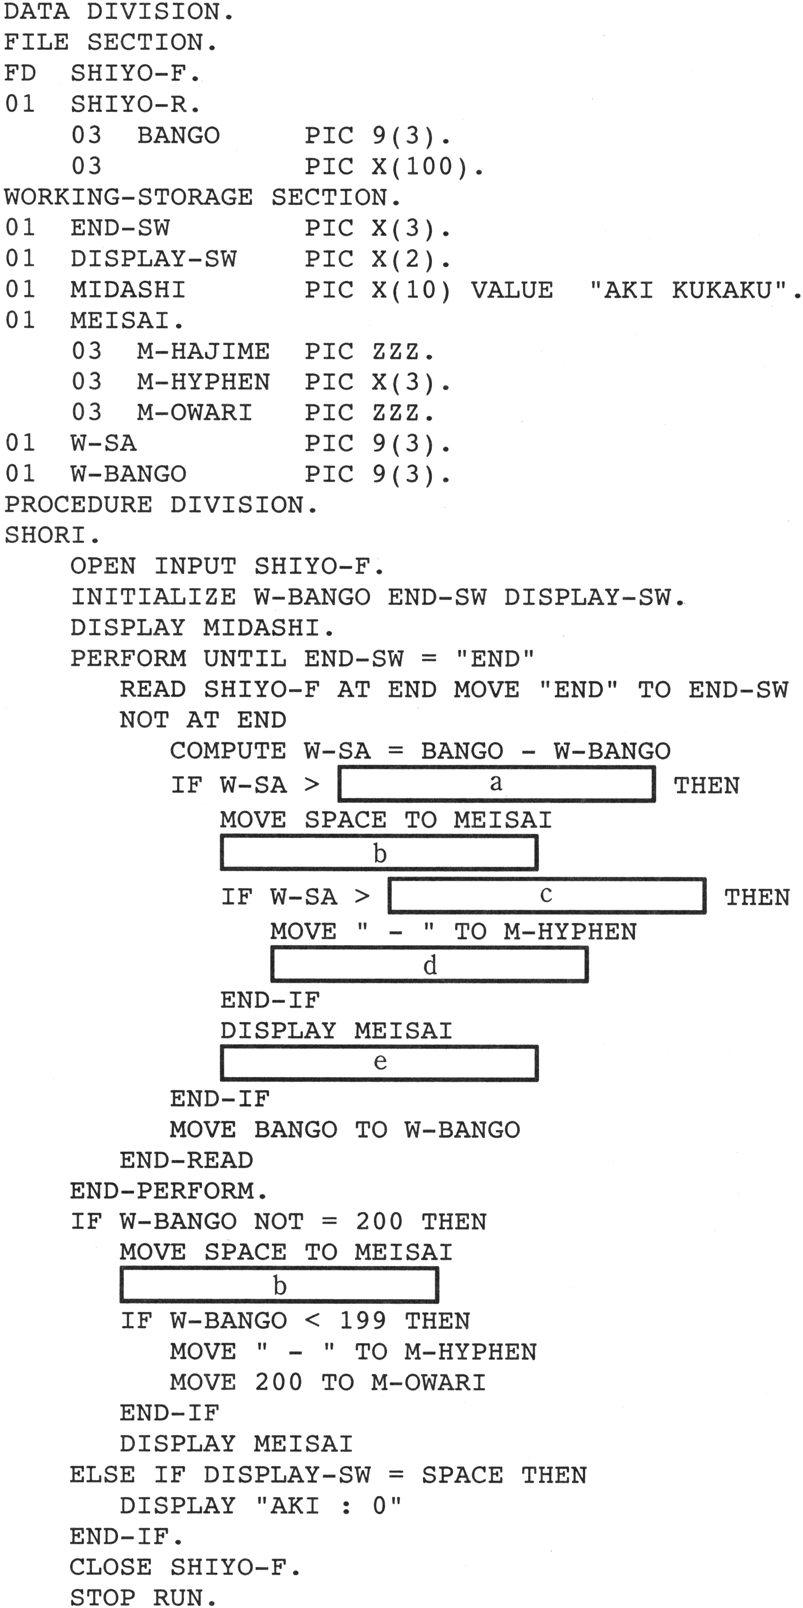 DATA DIVISION.
FILE SECTION.
FD  SHIYO-F.
01  SHIYO-R.
    03  BANGO     PIC 9(3).
    03            PIC X(100).
WORKING-STORAGE SECTION.
01  END-SW        PIC X(3).
01  DISPLAY-SW    PIC X(2).
01  MIDASHI       PIC X(10) VALUE  "AKI KUKAKU".
01  MEISAI.
    03  M-HAJIME  PIC ZZZ.
    03  M-HYPHEN  PIC X(3).
    03  M-OWARI   PIC ZZZ.
01  W-SA          PIC 9(3).
01  W-BANGO       PIC 9(3).
PROCEDURE DIVISION.
SHORI.
    OPEN INPUT SHIYO-F.
    INITIALIZE W-BANGO END-SW DISPLAY-SW.
    DISPLAY MIDASHI.
    PERFORM UNTIL END-SW = "END"
       READ SHIYO-F AT END MOVE "END" TO END-SW
       NOT AT END
          COMPUTE W-SA = BANGO - W-BANGO
          IF W-SA > a THEN
             MOVE SPACE TO MEISAI
             b
             IF W-SA > c THEN
                MOVE " - " TO M-HYPHEN
                d
             END-IF
             DISPLAY MEISAI
             e
          END-IF
          MOVE BANGO TO W-BANGO
       END-READ
    END-PERFORM.
    IF W-BANGO NOT = 200 THEN
       MOVE SPACE TO MEISAI
       b
       IF W-BANGO < 199 THEN
          MOVE " - " TO M-HYPHEN
          MOVE 200 TO M-OWARI
       END-IF
       DISPLAY MEISAI
    ELSE IF DISPLAY-SW = SPACE THEN
       DISPLAY "AKI : 0"
    END-IF.
    CLOSE SHIYO-F.
    STOP RUN.